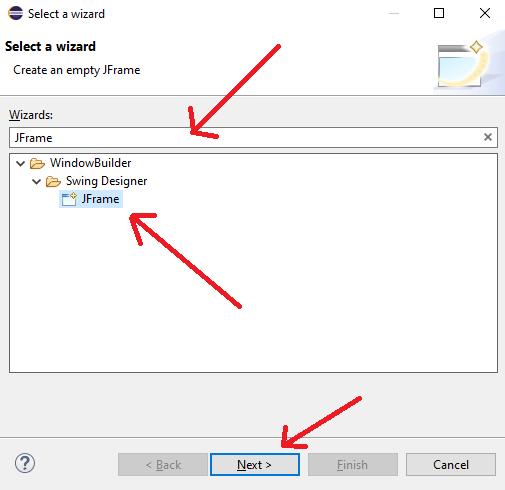 Select a wizard
Select a wizard
Create an empty JFrame
Wizards:
JFrame
WindowBuilder
Swing Designer
JFrame
?
< Back
Next >
Finish
Cancel